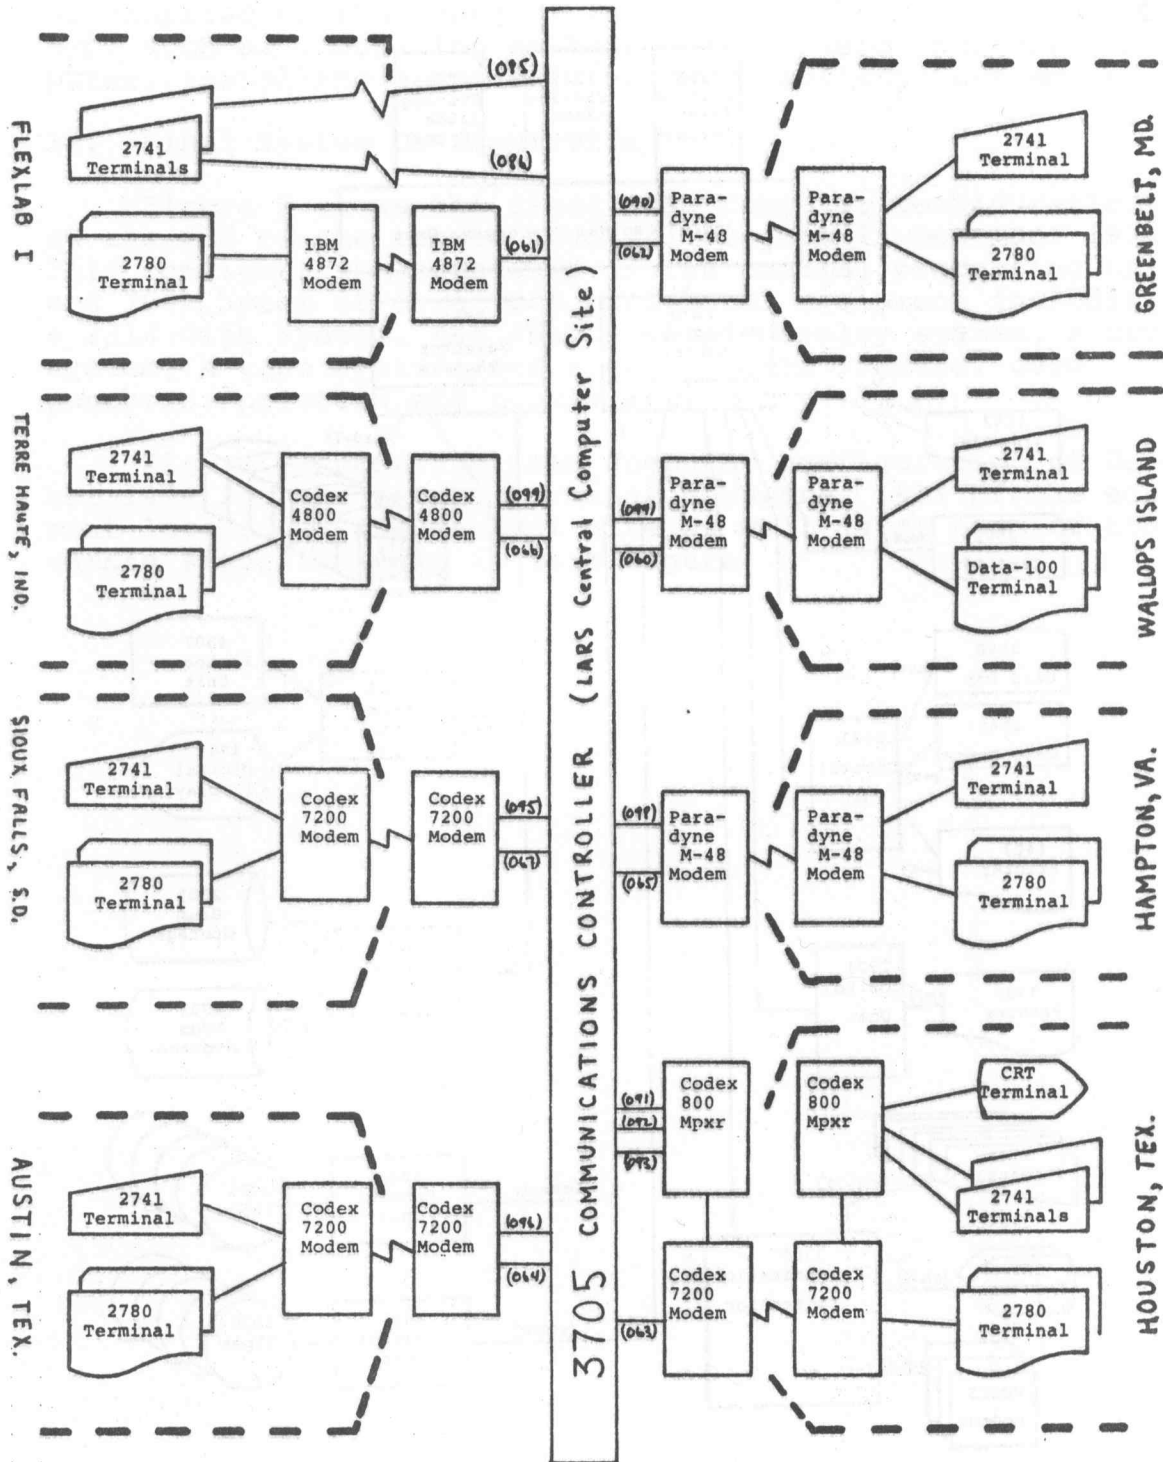 FLEXLAB I
2741
Terminals
2780
Terminal
IBM
4872
Modem
IBM
4872
Modem
(085)
(086)
(061)
TERRE HAUTE, IND.
2741
Terminal
2780
Terminal
Codex
4800
Modem
Codex
4800
Modem
(099)
(066)
SIOUX FALLS, S.D.
2741
Terminal
2780
Terminal
Codex
7200
Modem
Codex
7200
Modem
(095)
(067)
AUSTIN, TEX.
2741
Terminal
2780
Terminal
Codex
7200
Modem
Codex
7200
Modem
(096)
(064)
3705 COMMUNICATIONS CONTROLLER (LARS Central Computer Site)
(090)
(062)
Para-
dyne
M-48
Modem
Para-
dyne
M-48
Modem
2741
Terminal
2780
Terminal
GREENBELT, MD.
(099)
(060)
Para-
dyne
M-48
Modem
Para-
dyne
M-48
Modem
2741
Terminal
Data-100
Terminal
WALLOPS ISLAND
(098)
(065)
Para-
dyne
M-48
Modem
Para-
dyne
M-48
Modem
2741
Terminal
2780
Terminal
HAMPTON, VA.
(091)
(092)
(093)
Codex
800
Mpxr
Codex
800
Mpxr
CRT
Terminal
2741
Terminals
(063)
Codex
7200
Modem
Codex
7200
Modem
2780
Terminal
HOUSTON, TEX.